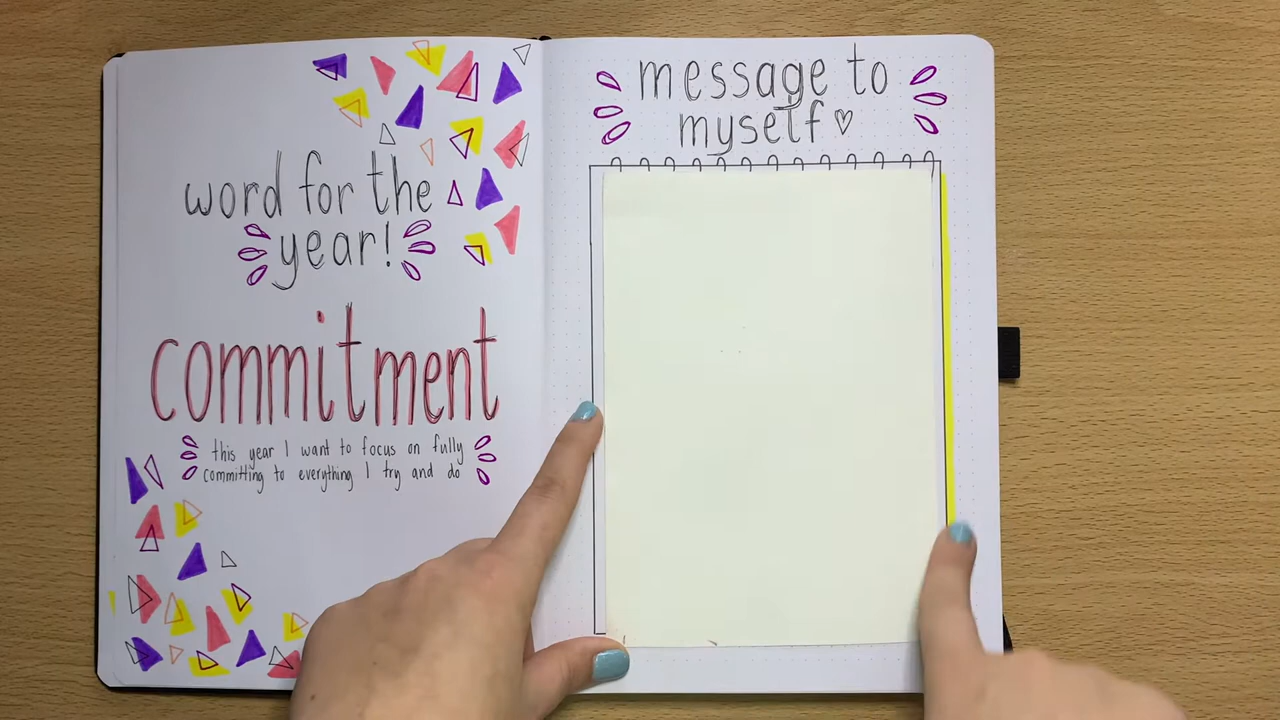 word for the
year!
commitment
this year I want to focus on fully
committing to everything I try and do
message to
myself